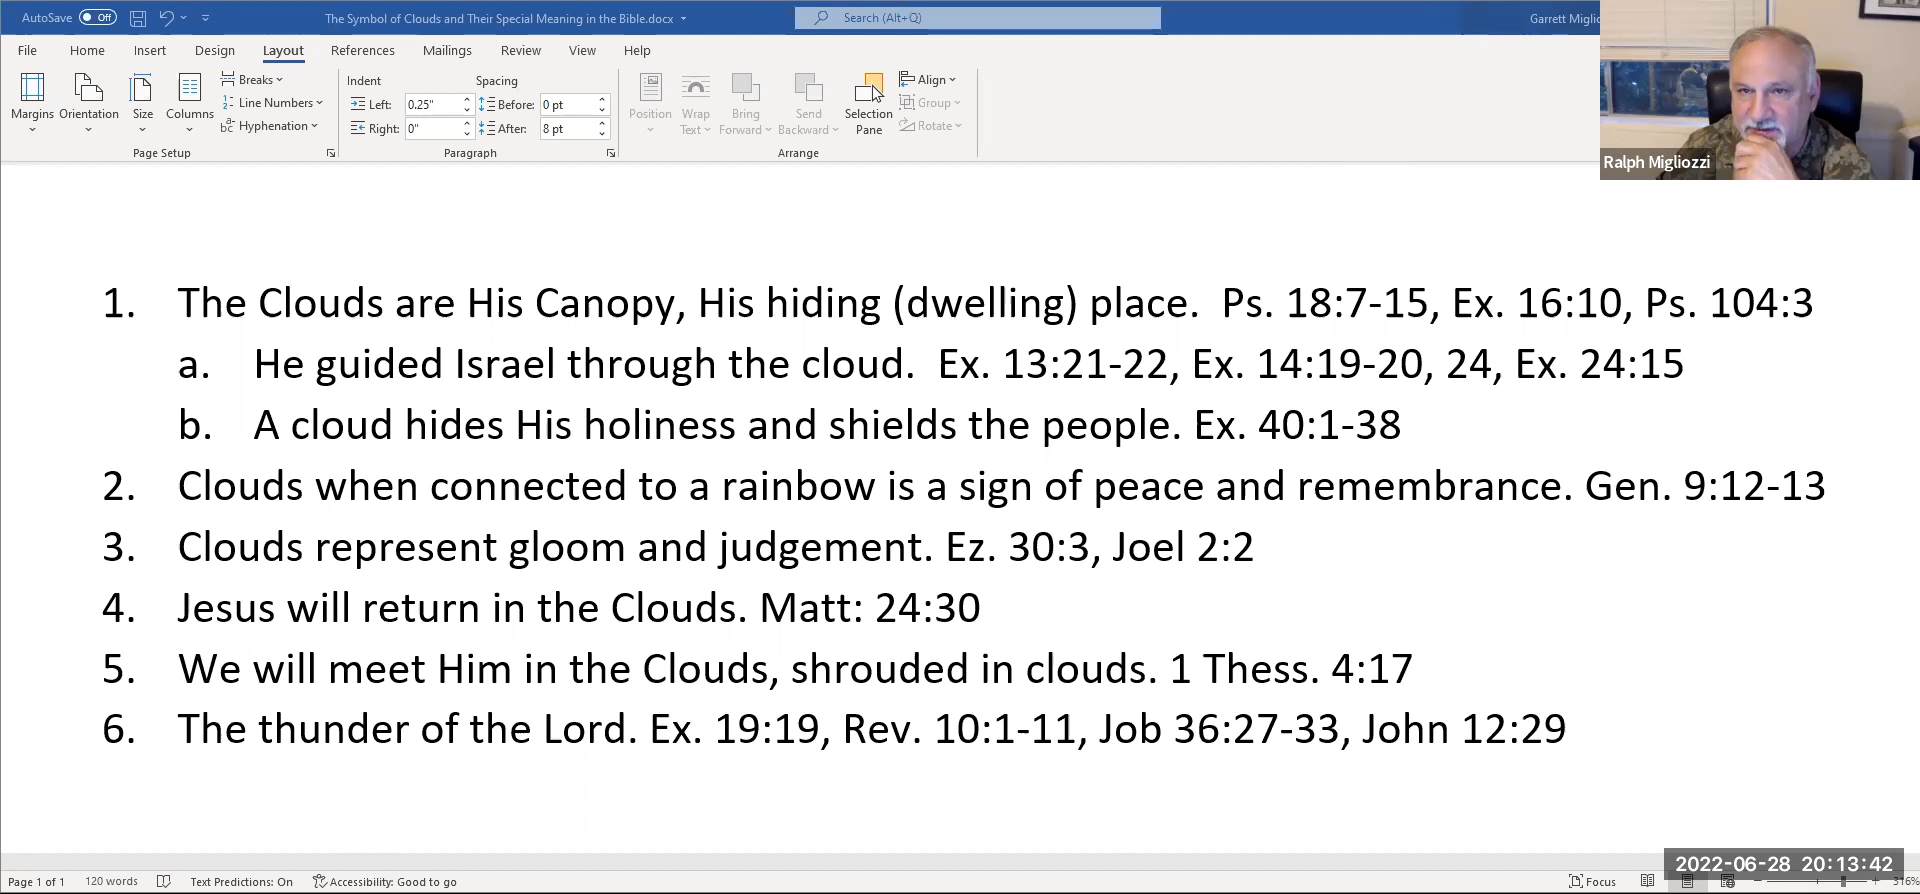 AutoSave Off The Symbol of Clouds and Their Special Meaning in the Bible.docx Search (Alt+Q) Garrett Miglio
File Home Insert Design Layout References Mailings Review View Help
Margins Orientation Size Columns
Breaks
Line Numbers
Hyphenation
Page Setup
Indent Spacing
Left: 0.25" Before: 0 pt
Right: 0" After: 8 pt
Paragraph
Position Wrap Text Bring Forward Send Backward Selection Pane
Align
Group
Rotate
Arrange
Ralph Migliozzi
1. The Clouds are His Canopy, His hiding (dwelling) place. Ps. 18:7-15, Ex. 16:10, Ps. 104:3
a. He guided Israel through the cloud. Ex. 13:21-22, Ex. 14:19-20, 24, Ex. 24:15
b. A cloud hides His holiness and shields the people. Ex. 40:1-38
2. Clouds when connected to a rainbow is a sign of peace and remembrance. Gen. 9:12-13
3. Clouds represent gloom and judgement. Ez. 30:3, Joel 2:2
4. Jesus will return in the Clouds. Matt: 24:30
5. We will meet Him in the Clouds, shrouded in clouds. 1 Thess. 4:17
6. The thunder of the Lord. Ex. 19:19, Rev. 10:1-11, Job 36:27-33, John 12:29
2022-06-28 20:13:42
Page 1 of 1 120 words Text Predictions: On Accessibility: Good to go Focus 316%